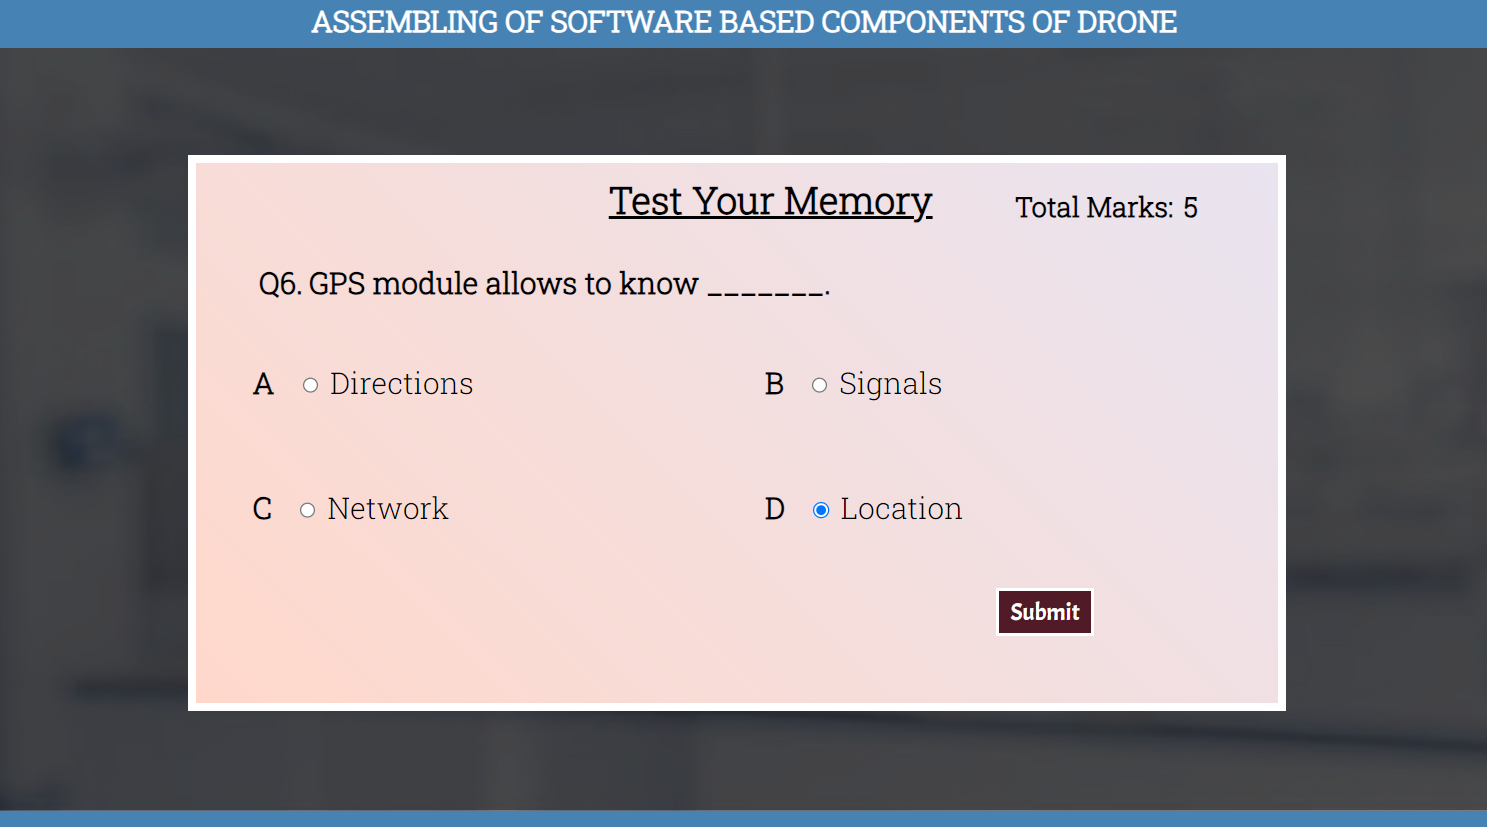 ASSEMBLING OF SOFTWARE BASED COMPONENTS OF DRONE
Test Your Memory
Total Marks: 5
Q6. GPS module allows to know _______.
A Directions
B Signals
C Network
D Location
Submit